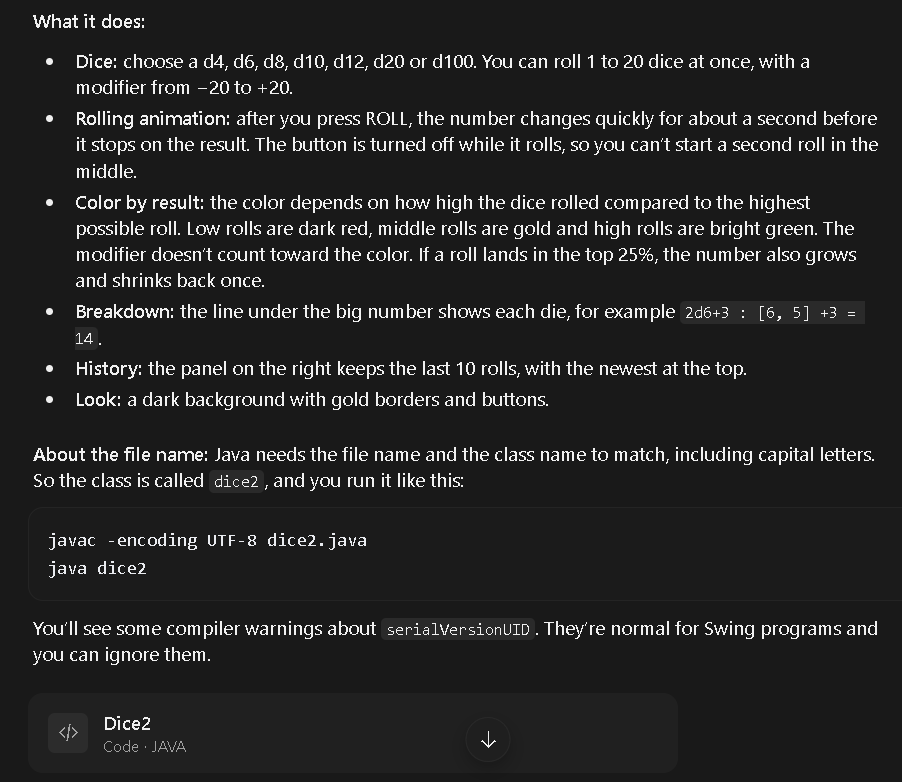 What it does:
• Dice: choose a d4, d6, d8, d10, d12, d20 or d100. You can roll 1 to 20 dice at once, with a
modifier from −20 to +20.
• Rolling animation: after you press ROLL, the number changes quickly for about a second before
it stops on the result. The button is turned off while it rolls, so you can't start a second roll in the
middle.
• Color by result: the color depends on how high the dice rolled compared to the highest
possible roll. Low rolls are dark red, middle rolls are gold and high rolls are bright green. The
modifier doesn't count toward the color. If a roll lands in the top 25%, the number also grows
and shrinks back once.
• Breakdown: the line under the big number shows each die, for example 2d6+3 : [6, 5] +3 =
14.
• History: the panel on the right keeps the last 10 rolls, with the newest at the top.
• Look: a dark background with gold borders and buttons.
About the file name: Java needs the file name and the class name to match, including capital letters.
So the class is called dice2, and you run it like this:
javac -encoding UTF-8 dice2.java
java dice2
You'll see some compiler warnings about serialVersionUID. They're normal for Swing programs and
you can ignore them.
</> Dice2
Code · JAVA